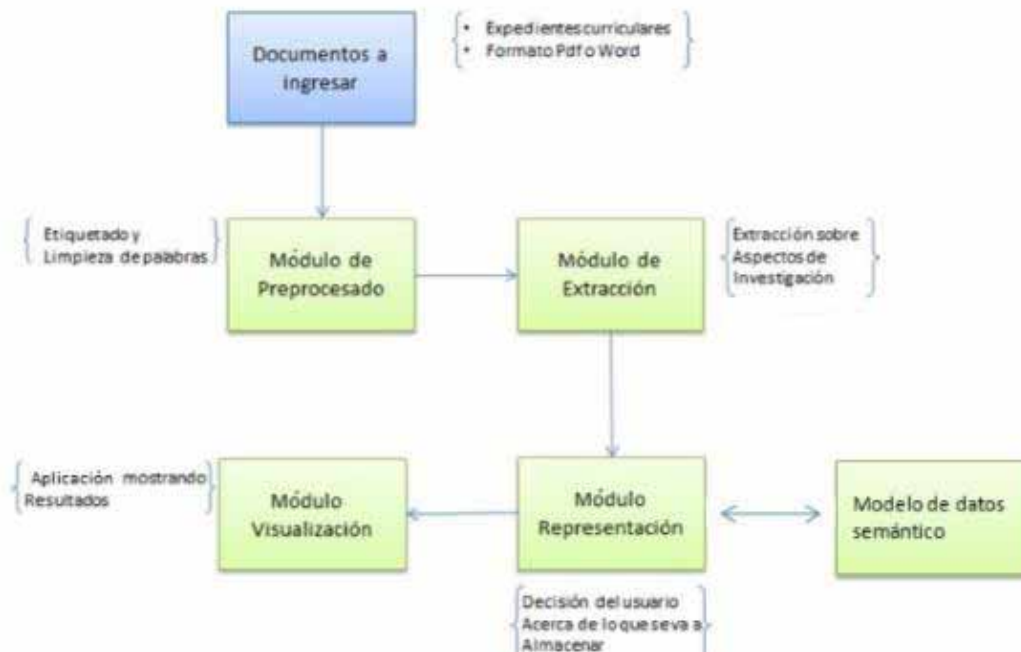 Documentos a
ingresar
• Expedientes curriculares
• Formato Pdf o Word
Etiquetado y
Limpieza de palabras
Módulo de
Preprocesado
Módulo de
Extracción
Extracción sobre
Aspectos de
Investigación
Aplicación mostrando
Resultados
Módulo
Visualización
Módulo
Representación
Modelo de datos
semántico
Decisión del usuario
Acerca de lo que se va a
Almacenar